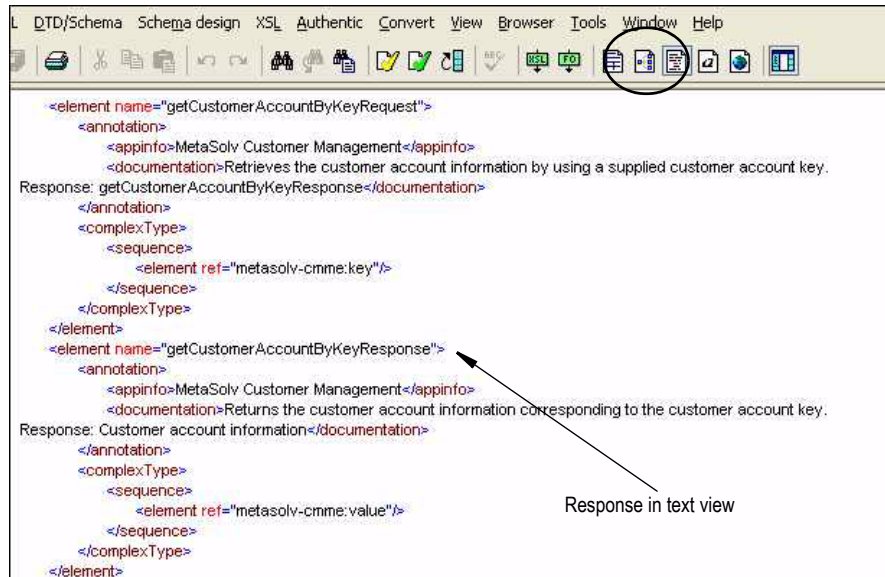 L DTD/Schema Schema design XSL Authentic Convert View Browser Tools Window Help
ABC XSL FO a
<element name="getCustomerAccountByKeyRequest">
<annotation>
<appinfo>MetaSolv Customer Management</appinfo>
<documentation>Retrieves the customer account information by using a supplied customer account key.
Response: getCustomerAccountByKeyResponse</documentation>
</annotation>
<complexType>
<sequence>
<element ref="metasolv-cmme:key"/>
</sequence>
</complexType>
</element>
<element name="getCustomerAccountByKeyResponse">
<annotation>
<appinfo>MetaSolv Customer Management</appinfo>
<documentation>Returns the customer account information corresponding to the customer account key.
Response: Customer account information</documentation>
</annotation>
<complexType>
<sequence>
<element ref="metasolv-cmme:value"/>
</sequence>
</complexType>
</element>
Response in text view